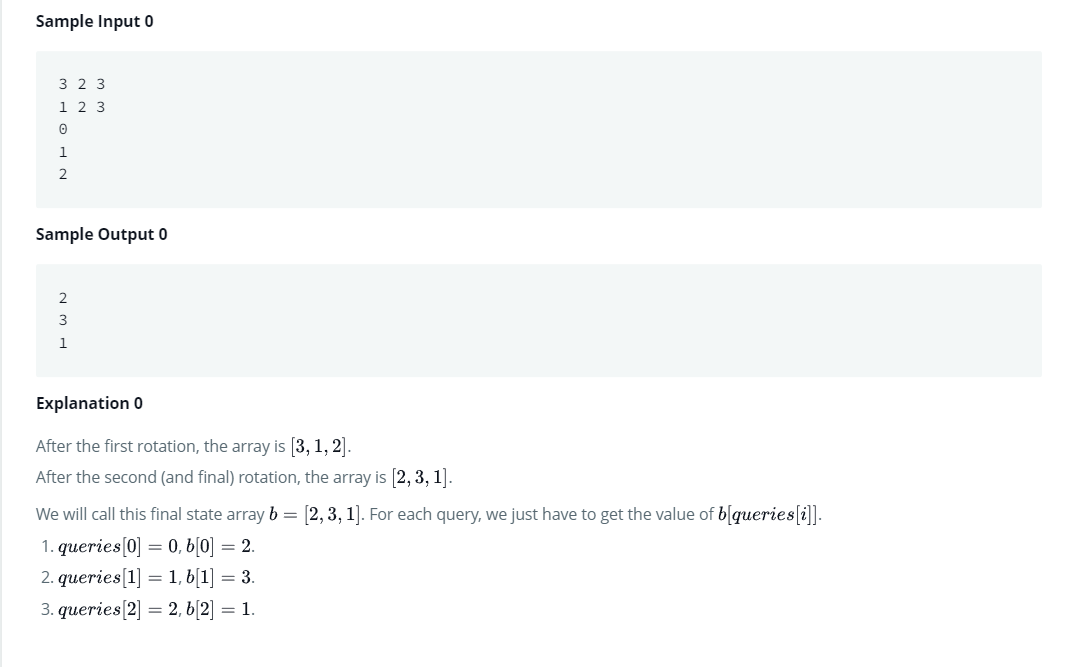 Sample Input 0
3 2 3
1 2 3
0
1
2
Sample Output 0
2
3
1
Explanation 0
After the first rotation, the array is [3, 1, 2].
After the second (and final) rotation, the array is [2, 3, 1].
We will call this final state array b = [2, 3, 1]. For each query, we just have to get the value of b[queries[i]].
1. queries[0] = 0, b[0] = 2.
2. queries[1] = 1, b[1] = 3.
3. queries[2] = 2, b[2] = 1.